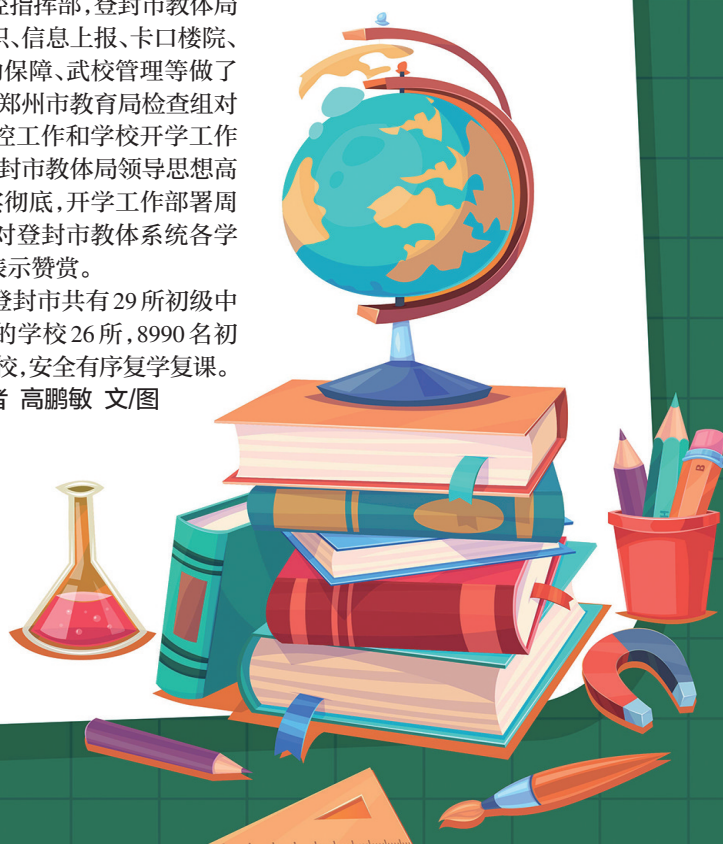 指挥部,登封市教体局
、信息上报、卡口楼院、
保障、武校管理等做了
郑州市教育局检查组对
控工作和学校开学工作
封市教体局领导思想高
彻底,开学工作部署周
对登封市教体系统各学
表示赞赏。
登封市共有29所初级中
的学校26所,8990名初
校,安全有序复学复课。
者 高鹏敏 文/图
B
H